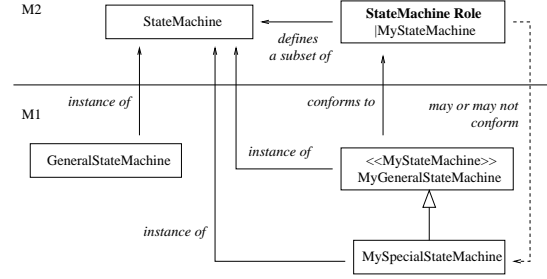 M2
StateMachine
StateMachine Role
|MyStateMachine
defines
a subset of
instance of
conforms to
may or may not
conform
M1
GeneralStateMachine
instance of
<<MyStateMachine>>
MyGeneralStateMachine
instance of
MySpecialStateMachine